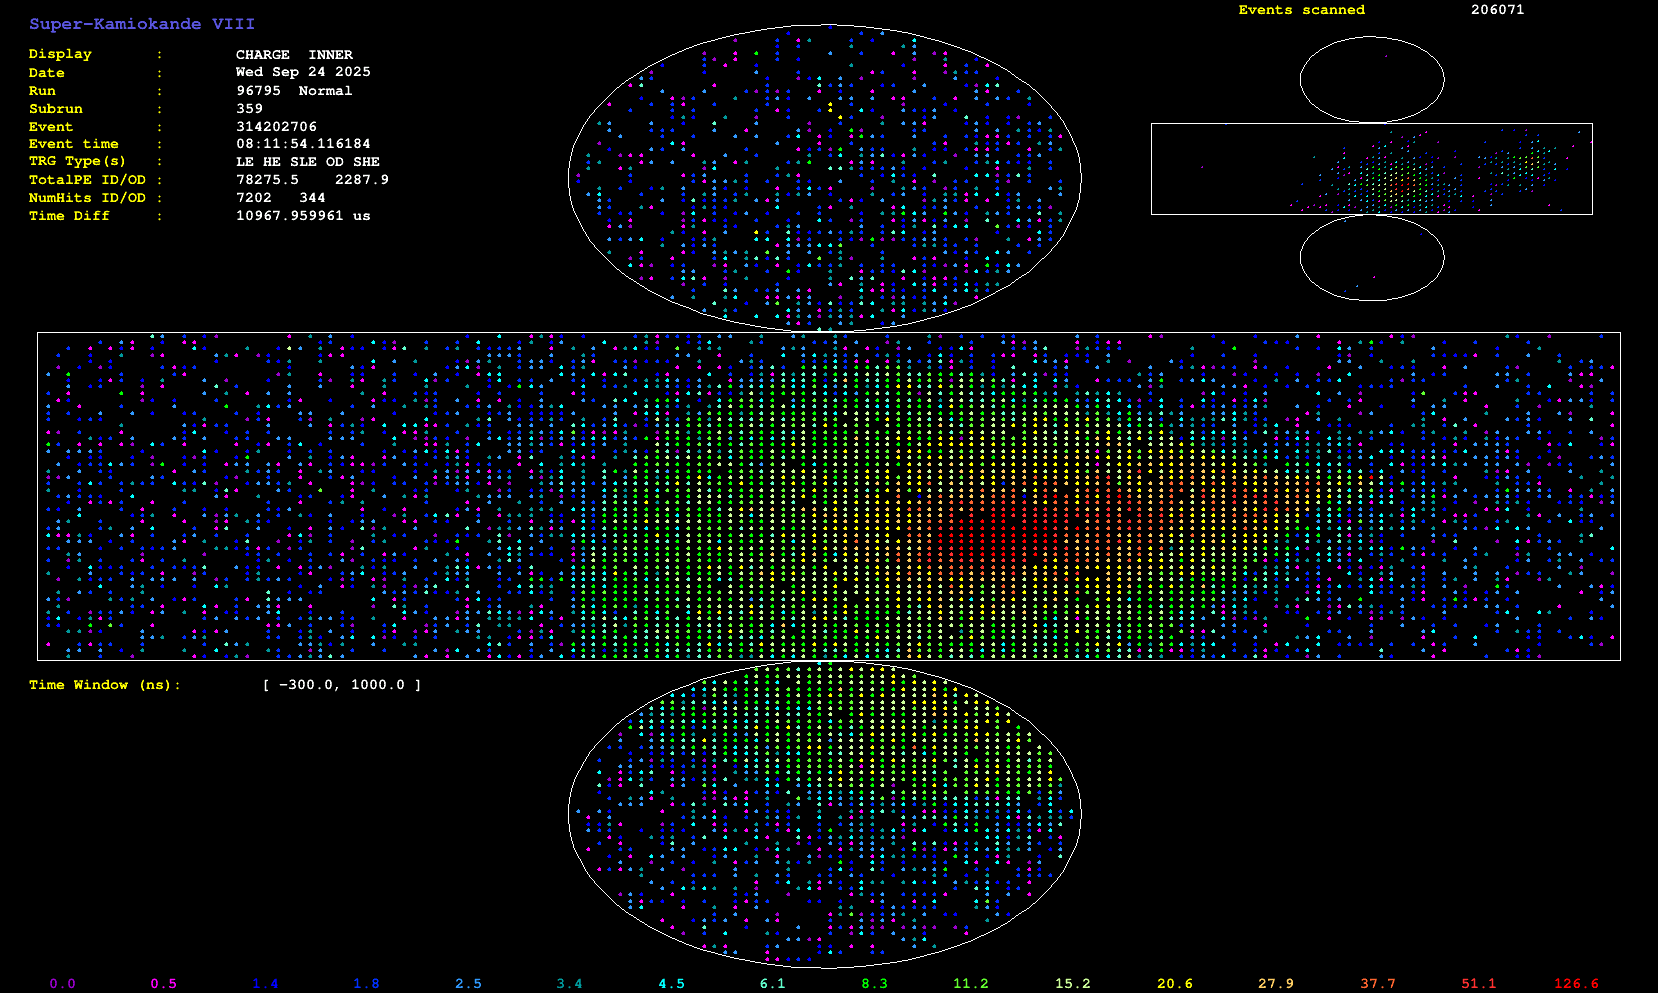 Super-Kamiokande VIII
Events scanned 206071
Display : CHARGE INNER
Date : Wed Sep 24 2025
Run : 96795 Normal
Subrun : 359
Event : 314202706
Event time : 08:11:54.116184
TRG Type(s) : LE HE SLE OD SHE
TotalPE ID/OD : 78275.5 2287.9
NumHits ID/OD : 7202 344
Time Diff : 10967.959961 us
Time Window (ns): [ -300.0, 1000.0 ]
0.0 0.5 1.4 1.8 2.5 3.4 4.5 6.1 8.3 11.2 15.2 20.6 27.9 37.7 51.1 126.6